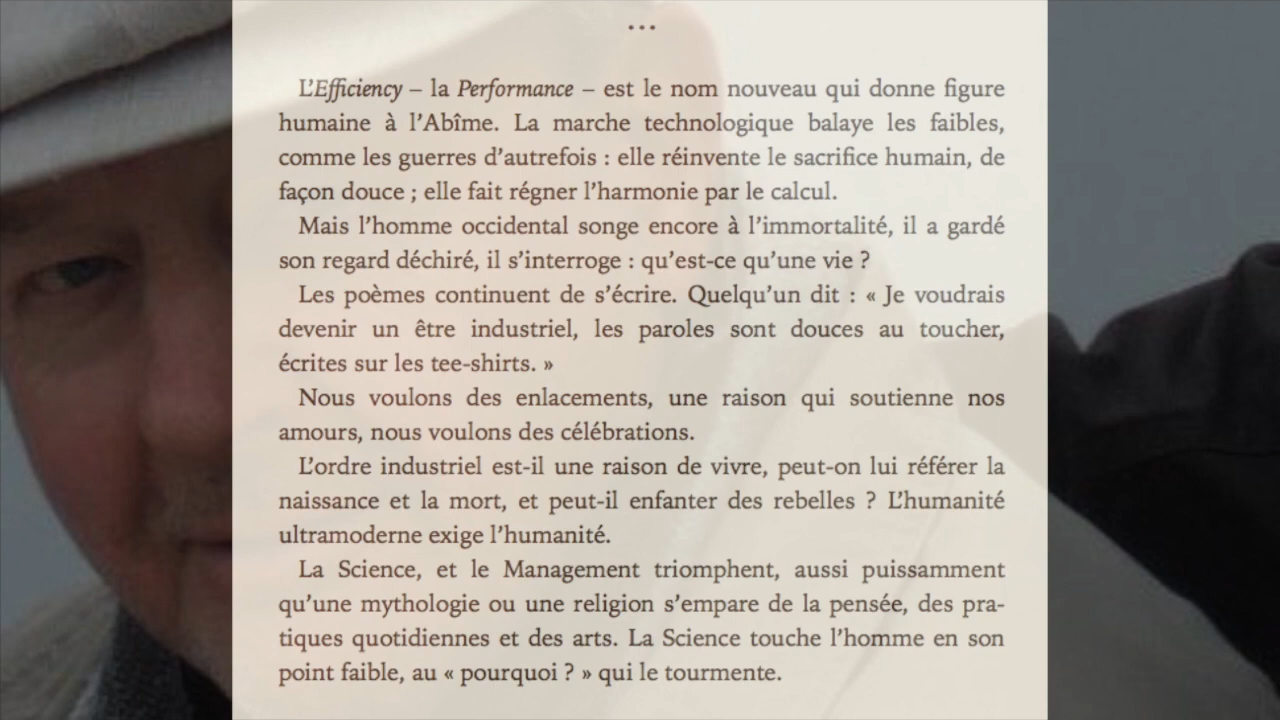 ...
L'Efficiency – la Performance – est le nom nouveau qui donne figure
humaine à l'Abîme. La marche technologique balaye les faibles,
comme les guerres d'autrefois : elle réinvente le sacrifice humain, de
façon douce ; elle fait régner l'harmonie par le calcul.
Mais l'homme occidental songe encore à l'immortalité, il a gardé
son regard déchiré, il s'interroge : qu'est-ce qu'une vie ?
Les poèmes continuent de s'écrire. Quelqu'un dit : « Je voudrais
devenir un être industriel, les paroles sont douces au toucher,
écrites sur les tee-shirts. »
Nous voulons des enlacements, une raison qui soutienne nos
amours, nous voulons des célébrations.
L'ordre industriel est-il une raison de vivre, peut-on lui référer la
naissance et la mort, et peut-il enfanter des rebelles ? L'humanité
ultramoderne exige l'humanité.
La Science, et le Management triomphent, aussi puissamment
qu'une mythologie ou une religion s'empare de la pensée, des pra-
tiques quotidiennes et des arts. La Science touche l'homme en son
point faible, au « pourquoi ? » qui le tourmente.